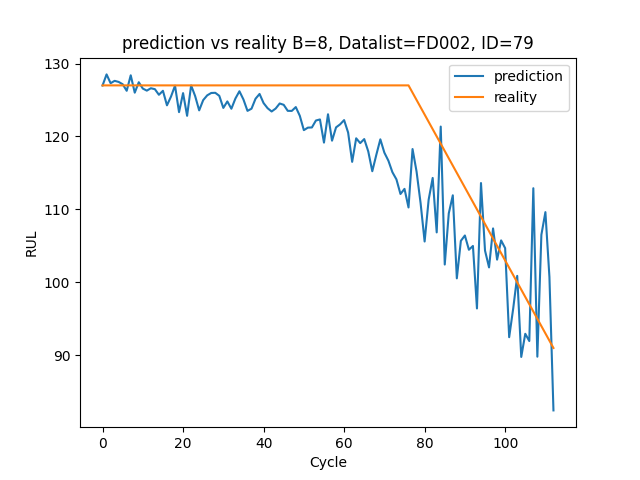 prediction vs reality B=8, Datalist=FD002, ID=79
prediction
reality
130
120
110
100
90
RUL
0 20 40 60 80 100
Cycle